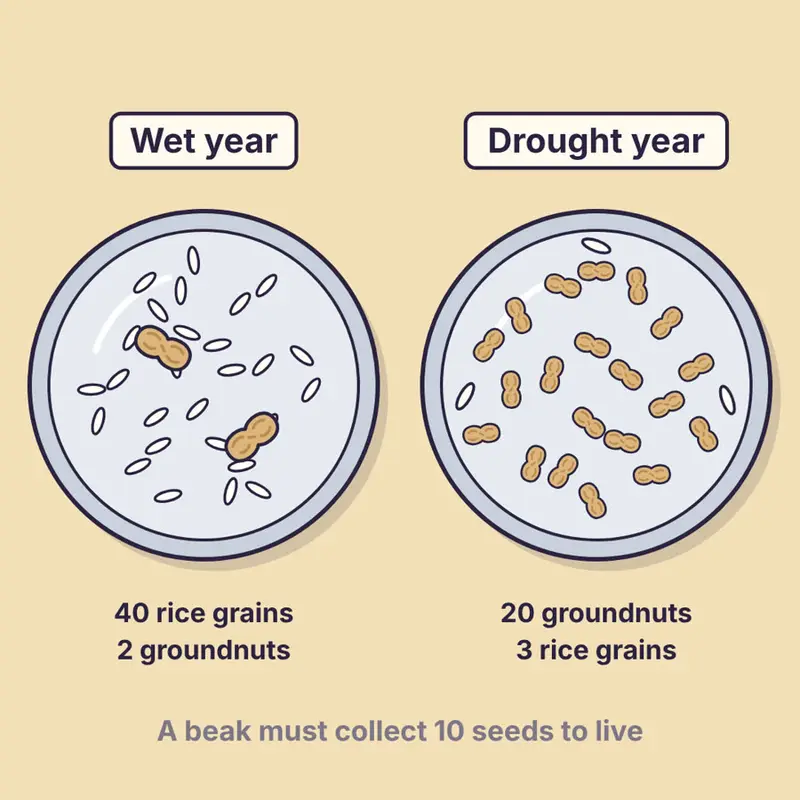 Wet year
Drought year
40 rice grains
2 groundnuts
20 groundnuts
3 rice grains
A beak must collect 10 seeds to live